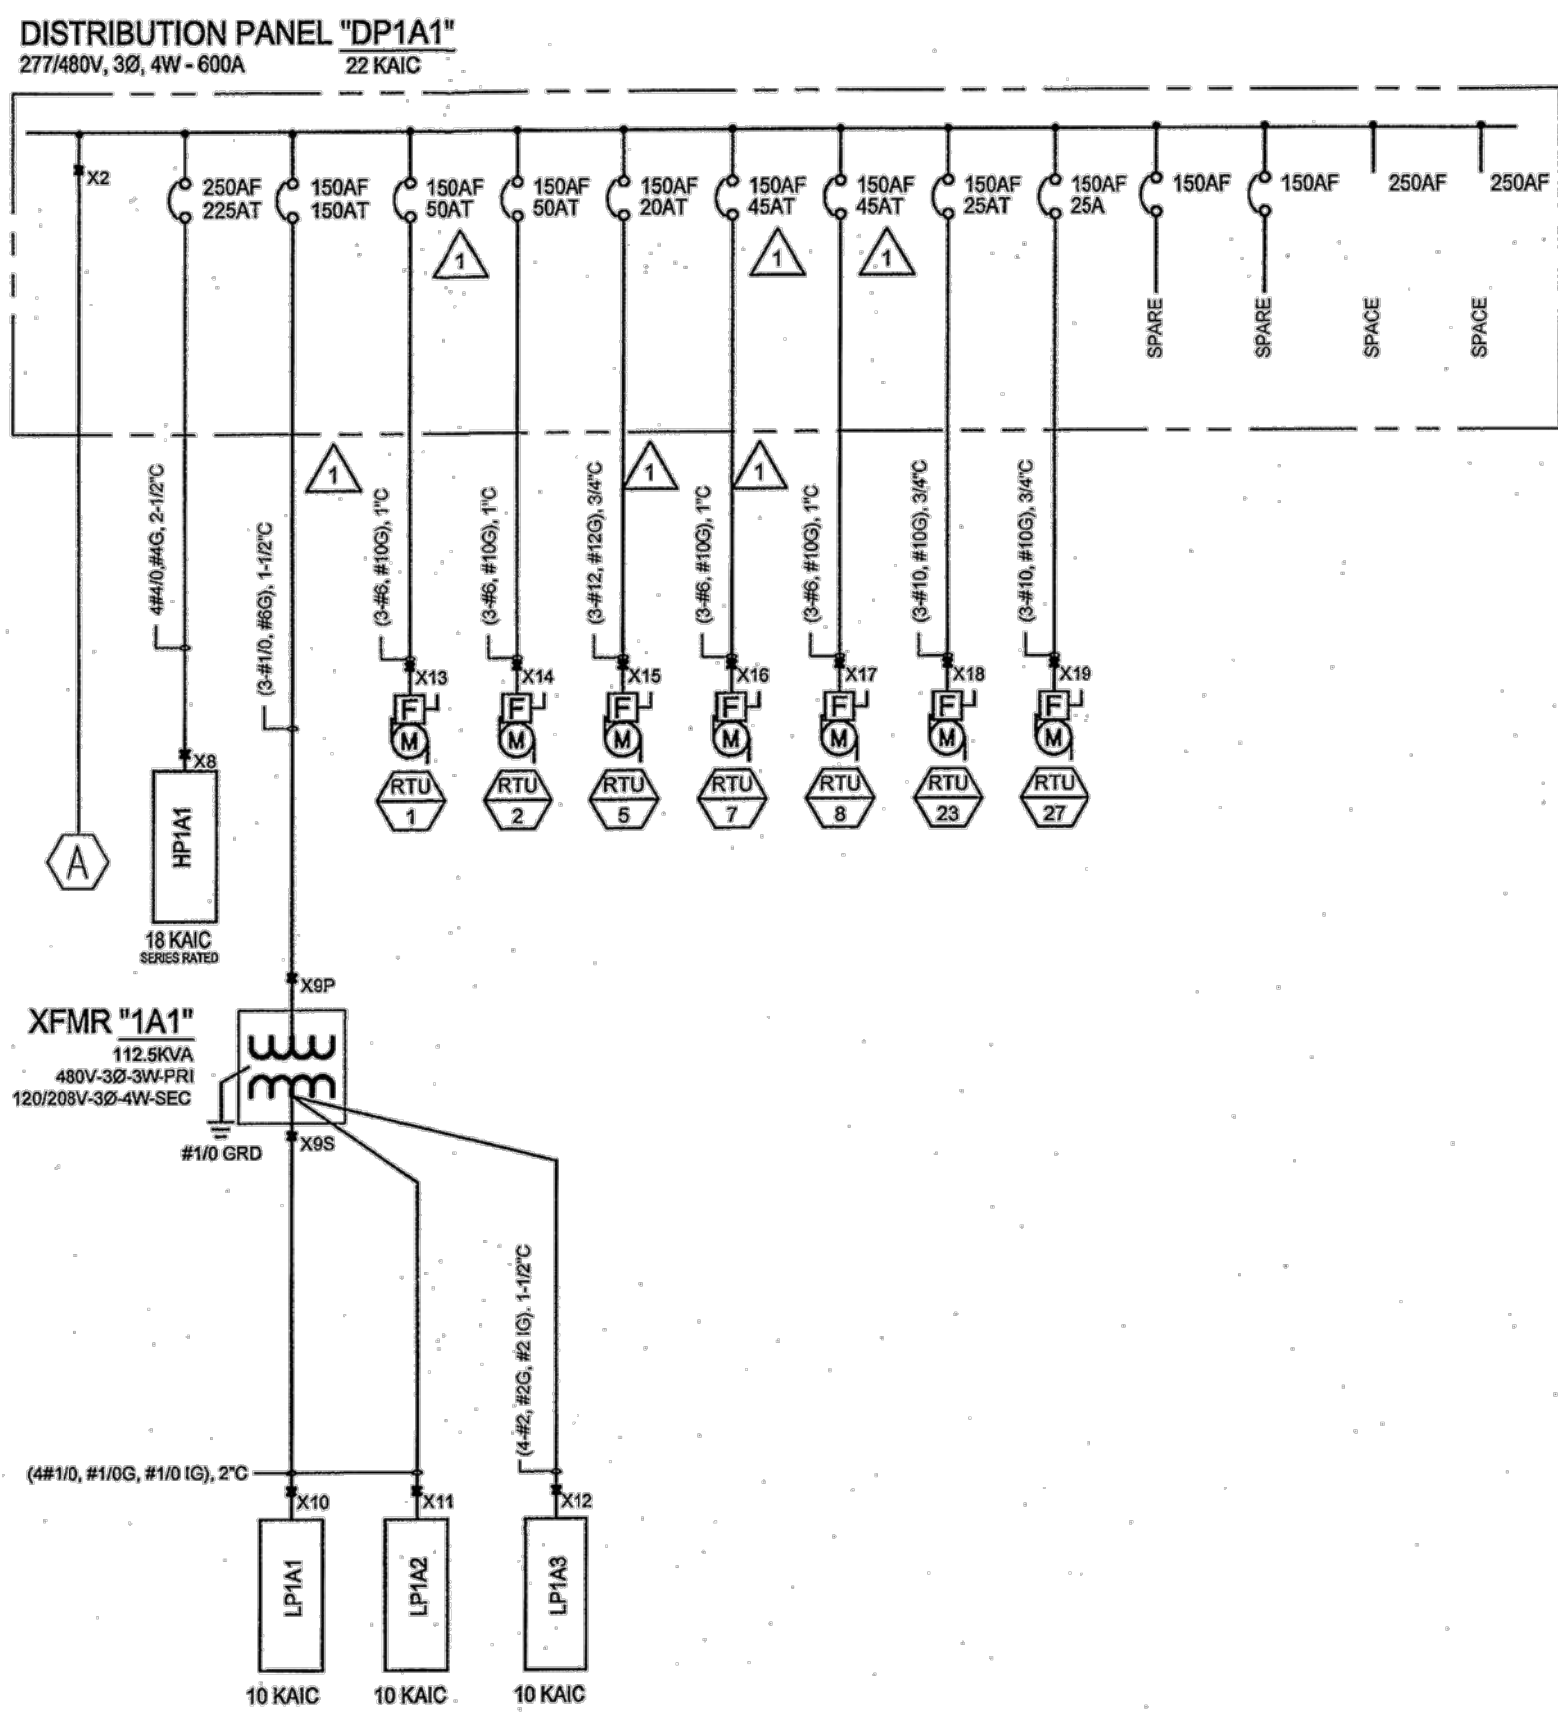 DISTRIBUTION PANEL "DP1A1"
277/480V, 3Ø, 4W - 600A
22 KAIC
X2
250AF
225AT
150AF
150AT
150AF
50AT
150AF
50AT
150AF
20AT
150AF
45AT
150AF
45AT
150AF
25AT
150AF
25A
150AF
150AF
250AF
250AF
1
1
1
SPARE
SPARE
SPACE
SPACE
1
1
1
4#4/0,#4G, 2-1/2"C
(3-#1/0, #6G), 1-1/2"C
(3-#6, #10G), 1"C
(3-#6, #10G), 1"C
(3-#12, #12G), 3/4"C
(3-#6, #10G), 1"C
(3-#6, #10G), 1"C
(3-#10, #10G), 3/4"C
(3-#10, #10G), 3/4"C
X13
X14
X15
X16
X17
X18
X19
F
F
F
F
F
F
F
M
M
M
M
M
M
M
RTU
1
RTU
2
RTU
5
RTU
7
RTU
8
RTU
23
RTU
27
X8
A
HP1A1
18 KAIC
SERIES RATED
X9P
XFMR "1A1"
112.5KVA
480V-3Ø-3W-PRI
120/208V-3Ø-4W-SEC
#1/0 GRD
X9S
(4-#2, #2G, #2 IG). 1-1/2"C
(4#1/0, #1/0G, #1/0 IG), 2"C
X10
X11
X12
LP1A1
LP1A2
LP1A3
10 KAIC
10 KAIC
10 KAIC